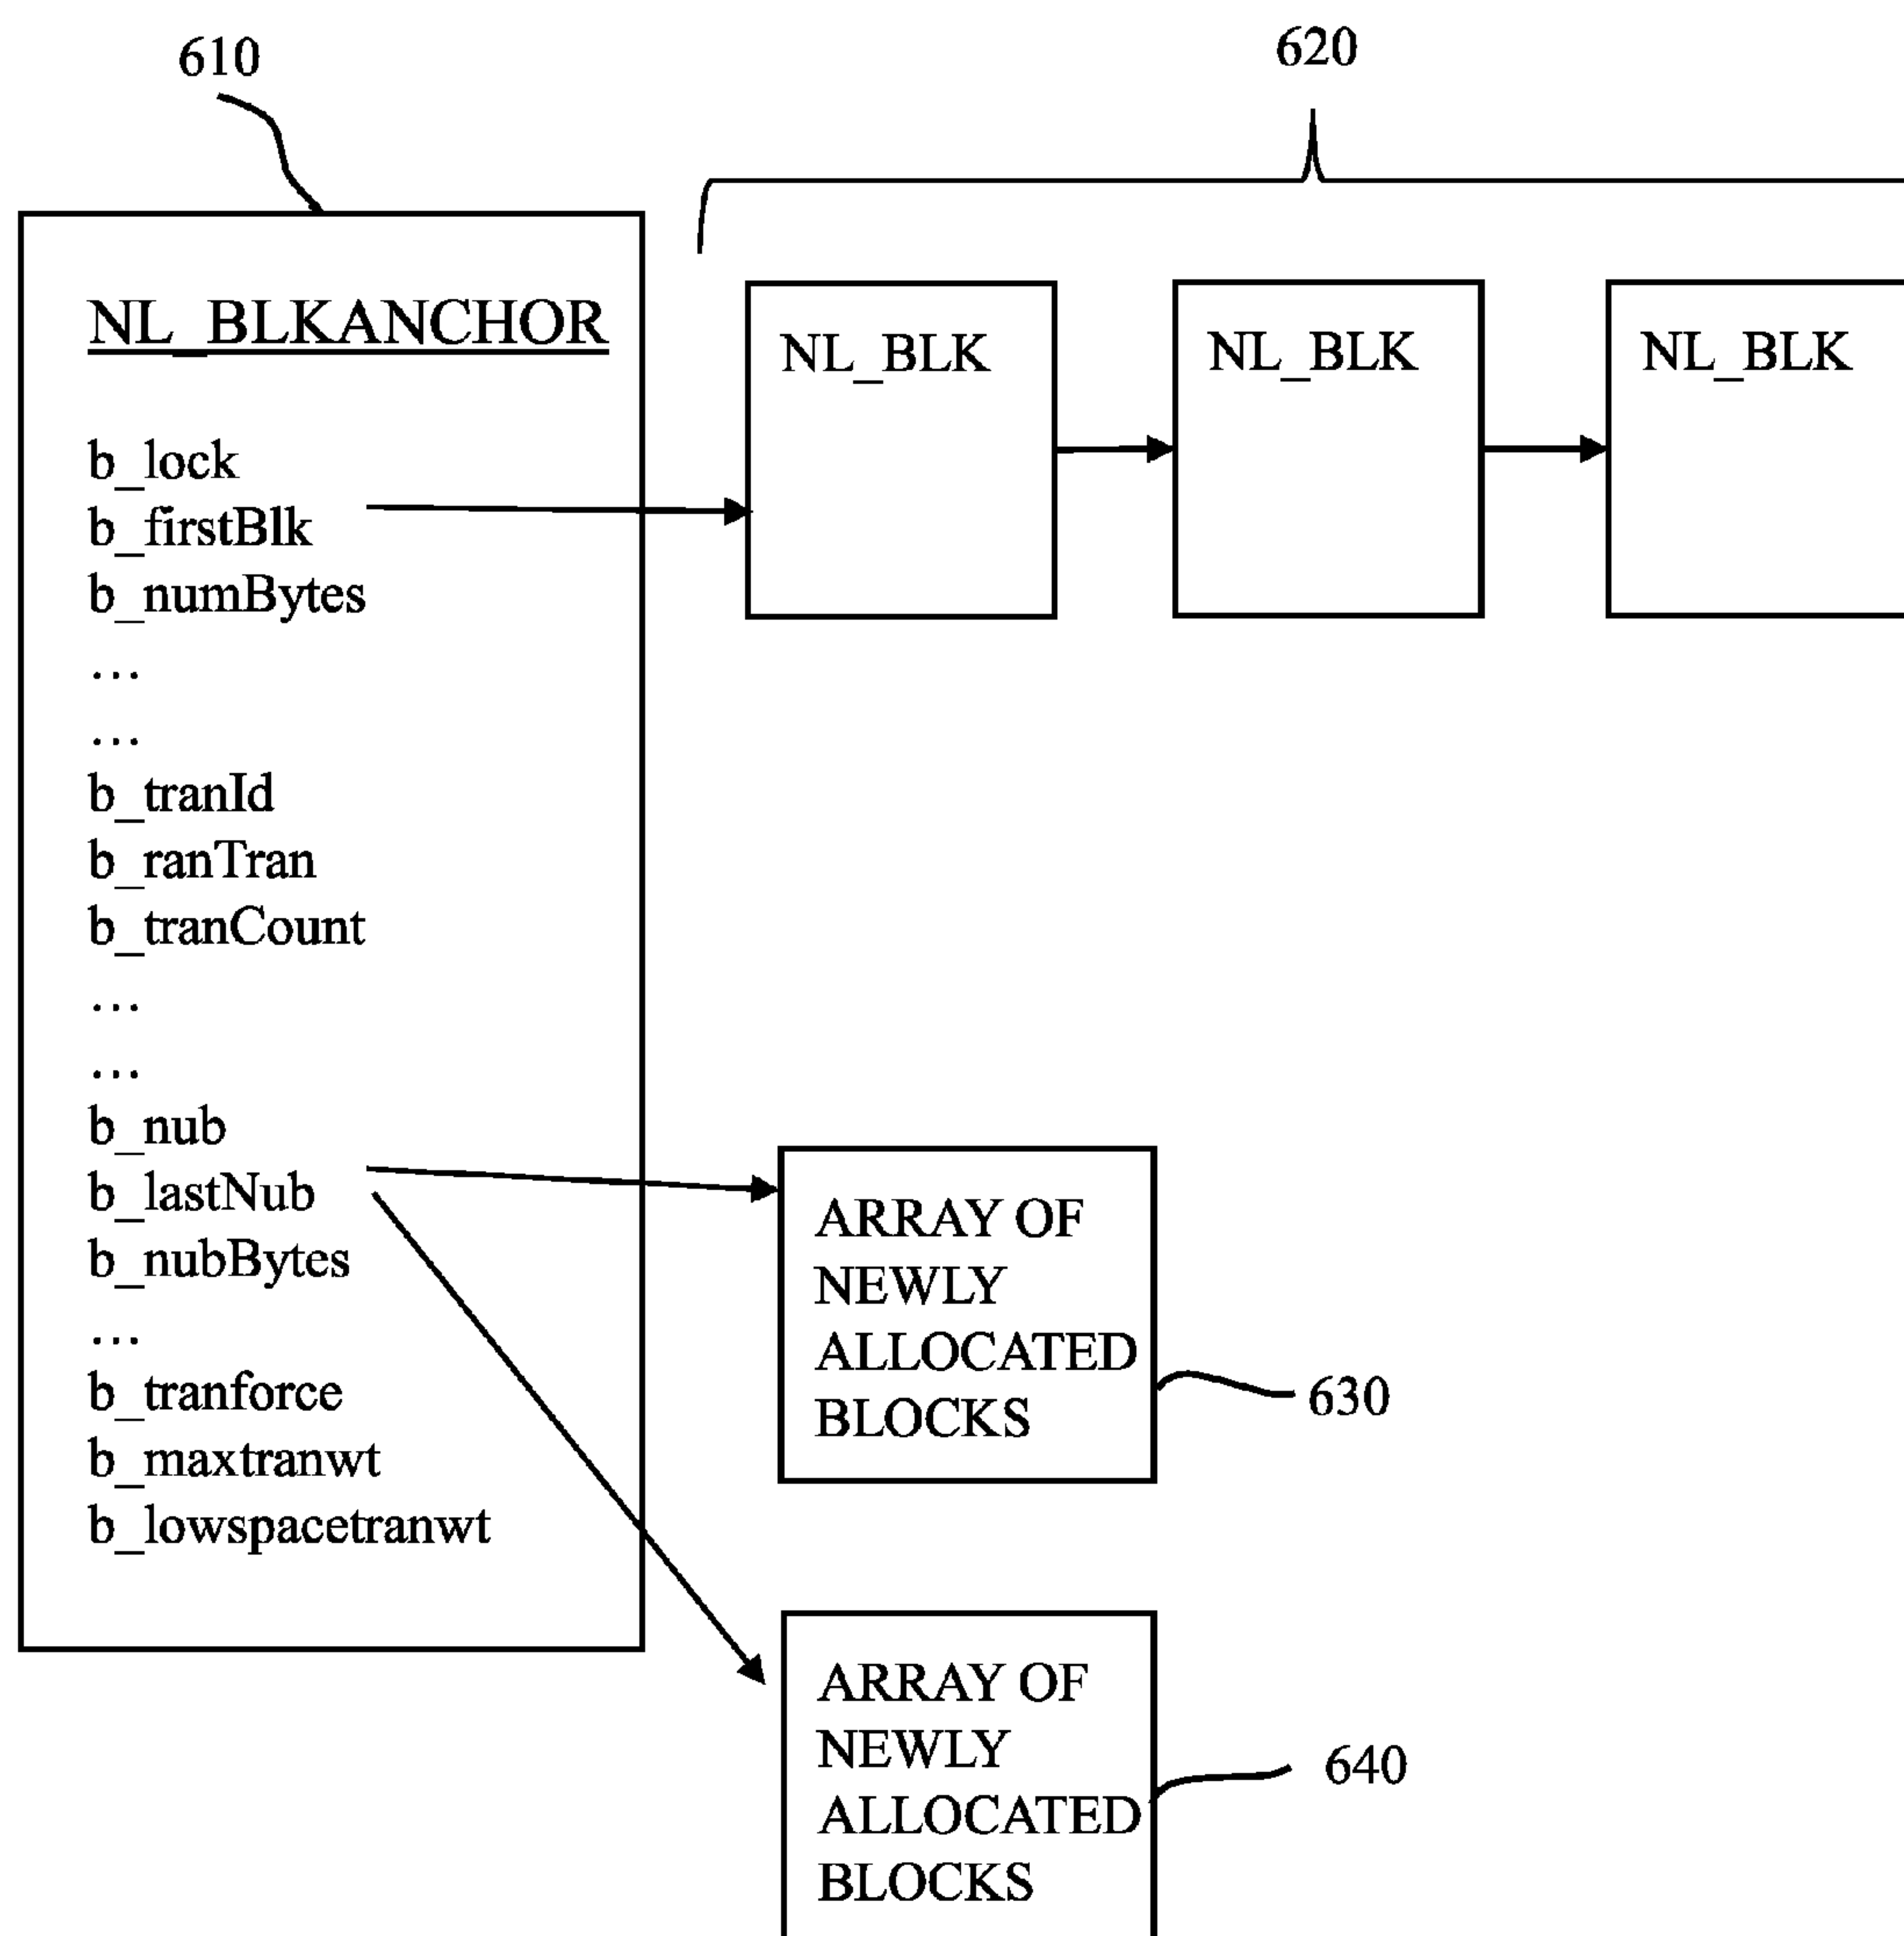 610
620
NL_BLKANCHOR
b_lock
b_firstBlk
b_numBytes
...
...
b_tranId
b_ranTran
b_tranCount
...
...
b_nub
b_lastNub
b_nubBytes
...
b_tranforce
b_maxtranwt
b_lowspacetranwt
NL_BLK
NL_BLK
NL_BLK
ARRAY OF
NEWLY
ALLOCATED
BLOCKS
630
ARRAY OF
NEWLY
ALLOCATED
BLOCKS
640